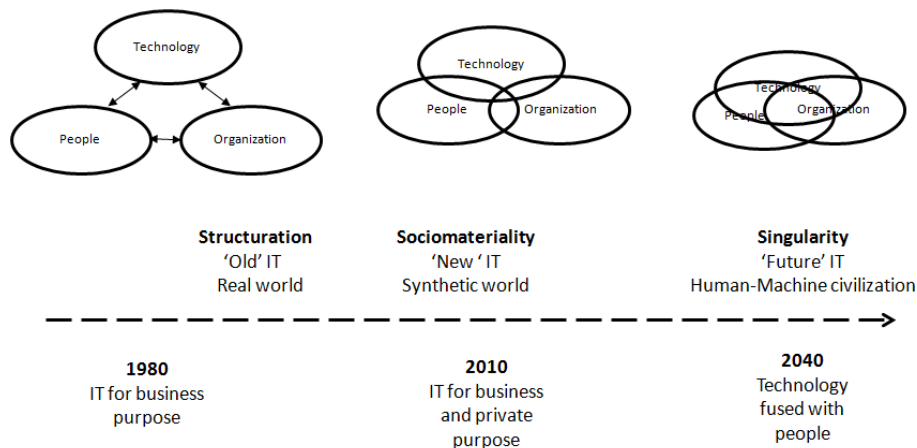 Technology
People
Organization
Technology
People
Organization
Technology
People
Organization
Structuration
'Old' IT
Real world
Sociomateriality
'New ' IT
Synthetic world
Singularity
'Future' IT
Human-Machine civilization
1980
IT for business
purpose
2010
IT for business
and private
purpose
2040
Technology
fused with
people